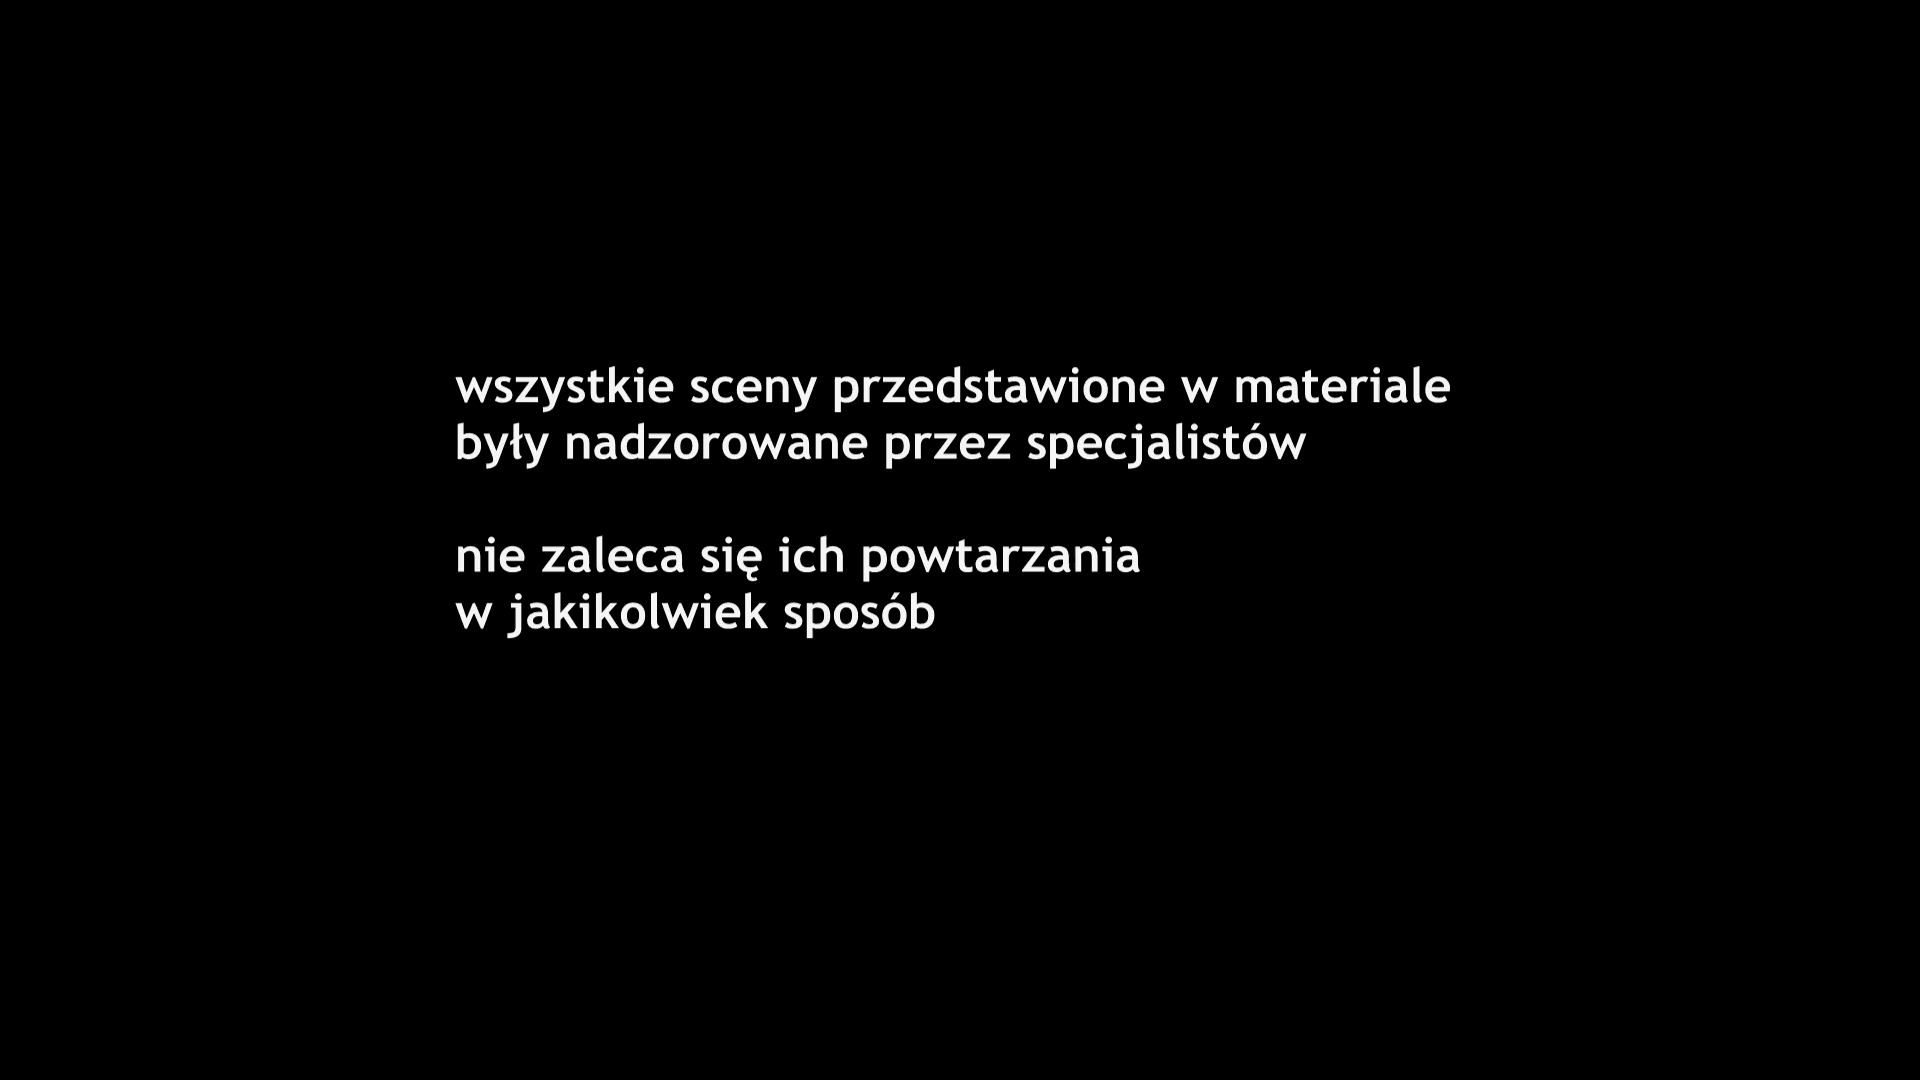 wszystkie sceny przedstawione w materiale
były nadzorowane przez specjalistów
nie zaleca się ich powtarzania
w jakikolwiek sposób